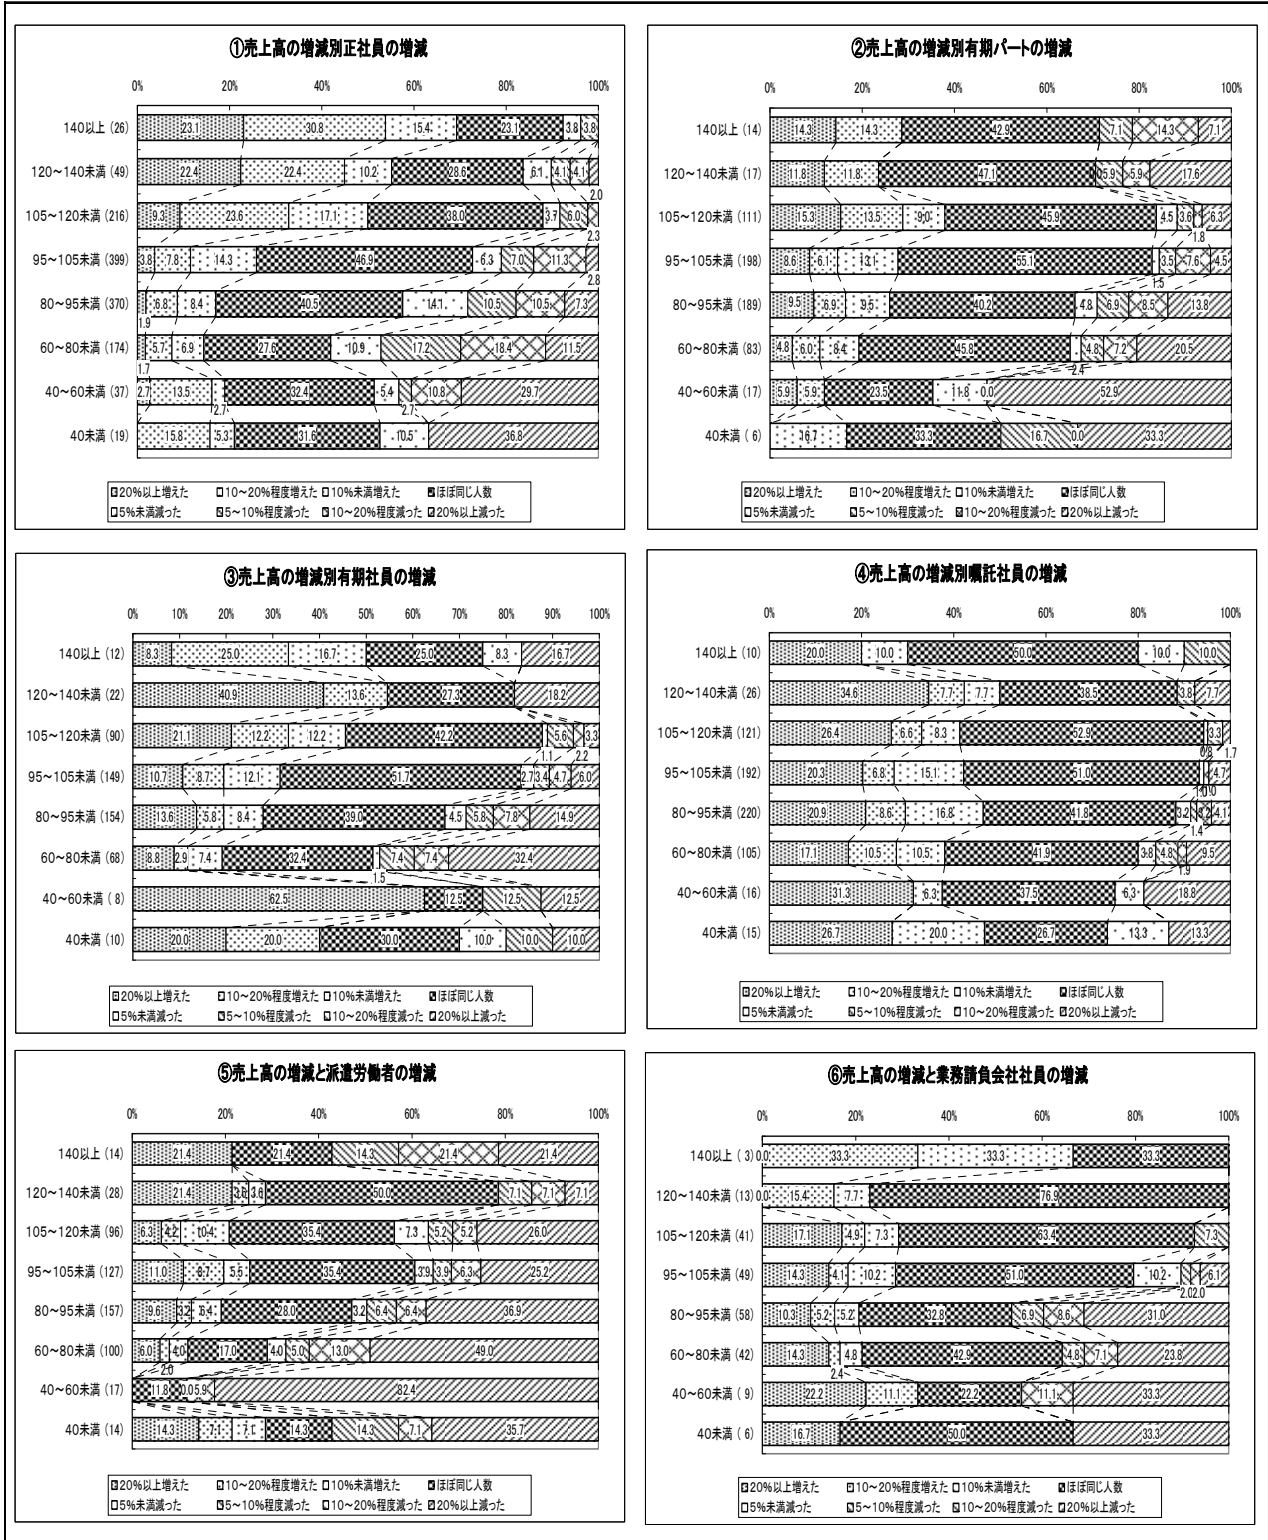 ①売上高の増減別正社員の増減
0% 20% 40% 60% 80% 100%
140以上 (26) 23.1 30.8 15.4 23.1 3.8 3.8
120～140未満 (49) 22.4 22.4 10.2 28.6 6.1 4.1 4.1
2.0
105～120未満 (216) 9.3 23.6 17.1 38.0 3.7 6.0
2.3
95～105未満 (399) 3.8 7.8 14.3 46.9 6.3 7.0 11.3
2.8
80～95未満 (370) 6.8 8.4 40.5 14.1 10.5 10.5 7.3
1.9
60～80未満 (174) 5.7 6.9 27.6 10.9 17.2 18.4 11.5
1.7
40～60未満 (37) 2.7 13.5 32.4 5.4 10.8 29.7
2.7 2.7
40未満 (19) 15.8 5.3 31.6 10.5 36.8
20%以上増えた 10～20%程度増えた 10%未満増えた ほぼ同じ人数
5%未満減った 5～10%程度減った 10～20%程度減った 20%以上減った
②売上高の増減別有期パートの増減
0% 20% 40% 60% 80% 100%
140以上 (14) 14.3 14.3 42.9 7.1 14.3 7.1
120～140未満 (17) 11.8 11.8 47.1 5.9 5.9 17.6
105～120未満 (111) 15.3 13.5 9.0 45.9 4.5 3.6 6.3
1.8
95～105未満 (198) 8.6 6.1 13.1 55.1 3.5 7.6 4.5
1.5
80～95未満 (189) 9.5 6.9 9.5 40.2 4.8 6.9 8.5 13.8
60～80未満 (83) 4.8 6.0 8.4 45.8 4.8 7.2 20.5
2.4
40～60未満 (17) 5.9 5.9 23.5 11.8 0.0 52.9
40未満 ( 6) 16.7 33.3 16.7 0.0 33.3
20%以上増えた 10～20%程度増えた 10%未満増えた ほぼ同じ人数
5%未満減った 5～10%程度減った 10～20%程度減った 20%以上減った
③売上高の増減別有期社員の増減
0% 10% 20% 30% 40% 50% 60% 70% 80% 90% 100%
140以上 (12) 8.3 25.0 16.7 25.0 8.3 16.7
120～140未満 (22) 40.9 13.6 27.3 18.2
105～120未満 (90) 21.1 12.2 12.2 42.2 5.6 3.3
1.1 2.2
95～105未満 (149) 10.7 8.7 12.1 51.7 2.7 3.4 4.7 6.0
80～95未満 (154) 13.6 5.8 8.4 39.0 4.5 5.8 7.8 14.9
60～80未満 (68) 8.8 2.9 7.4 32.4 7.4 7.4 32.4
1.5
40～60未満 ( 8) 62.5 12.5 12.5 12.5
40未満 (10) 20.0 20.0 30.0 10.0 10.0 10.0
20%以上増えた 10～20%程度増えた 10%未満増えた ほぼ同じ人数
5%未満減った 5～10%程度減った 10～20%程度減った 20%以上減った
④売上高の増減別嘱託社員の増減
0% 20% 40% 60% 80% 100%
140以上 (10) 20.0 10.0 50.0 10.0 10.0
120～140未満 (26) 34.6 7.7 7.7 38.5 3.8 7.7
105～120未満 (121) 26.4 6.6 8.3 52.9 3.3
0.8 1.7
95～105未満 (192) 20.3 6.8 15.1 51.0 4.7
80～95未満 (220) 20.9 8.6 16.8 41.8 3.2 3.2 4.1
1.4
60～80未満 (105) 17.1 10.5 10.5 41.9 3.8 4.8 9.5
1.9
40～60未満 (16) 31.3 6.3 37.5 6.3 18.8
40未満 (15) 26.7 20.0 26.7 13.3 13.3
20%以上増えた 10～20%程度増えた 10%未満増えた ほぼ同じ人数
5%未満減った 5～10%程度減った 10～20%程度減った 20%以上減った
⑤売上高の増減と派遣労働者の増減
0% 20% 40% 60% 80% 100%
140以上 (14) 21.4 21.4 14.3 21.4 21.4
120～140未満 (28) 21.4 3.6 3.6 50.0 7.1 7.1 7.1
105～120未満 (96) 6.3 4.2 10.4 35.4 7.3 5.2 5.2 26.0
95～105未満 (127) 11.0 8.7 5.5 35.4 3.9 3.9 6.3 25.2
80～95未満 (157) 9.6 3.2 6.4 28.0 3.2 6.4 6.4 36.9
60～80未満 (100) 6.0 4.0 17.0 4.0 5.0 13.0 49.0
2.0
40～60未満 (17) 11.8 0.0 5.9 82.4
40未満 (14) 14.3 7.1 7.1 14.3 14.3 7.1 35.7
20%以上増えた 10～20%程度増えた 10%未満増えた ほぼ同じ人数
5%未満減った 5～10%程度減った 10～20%程度減った 20%以上減った
⑥売上高の増減と業務請負会社社員の増減
0% 20% 40% 60% 80% 100%
140以上 ( 3) 0.0 33.3 33.3 33.3
120～140未満 (13) 0.0 15.4 7.7 76.9
105～120未満 (41) 17.1 4.9 7.3 63.4 7.3
95～105未満 (49) 14.3 4.1 10.2 51.0 10.2 6.1
2.0 2.0
80～95未満 (58) 10.3 5.2 5.2 32.8 6.9 8.6 31.0
60～80未満 (42) 14.3 4.8 42.9 4.8 7.1 23.8
2.4
40～60未満 ( 9) 22.2 11.1 22.2 11.1 33.3
40未満 ( 6) 16.7 50.0 33.3
20%以上増えた 10～20%程度増えた 10%未満増えた ほぼ同じ人数
5%未満減った 5～10%程度減った 10～20%程度減った 20%以上減った